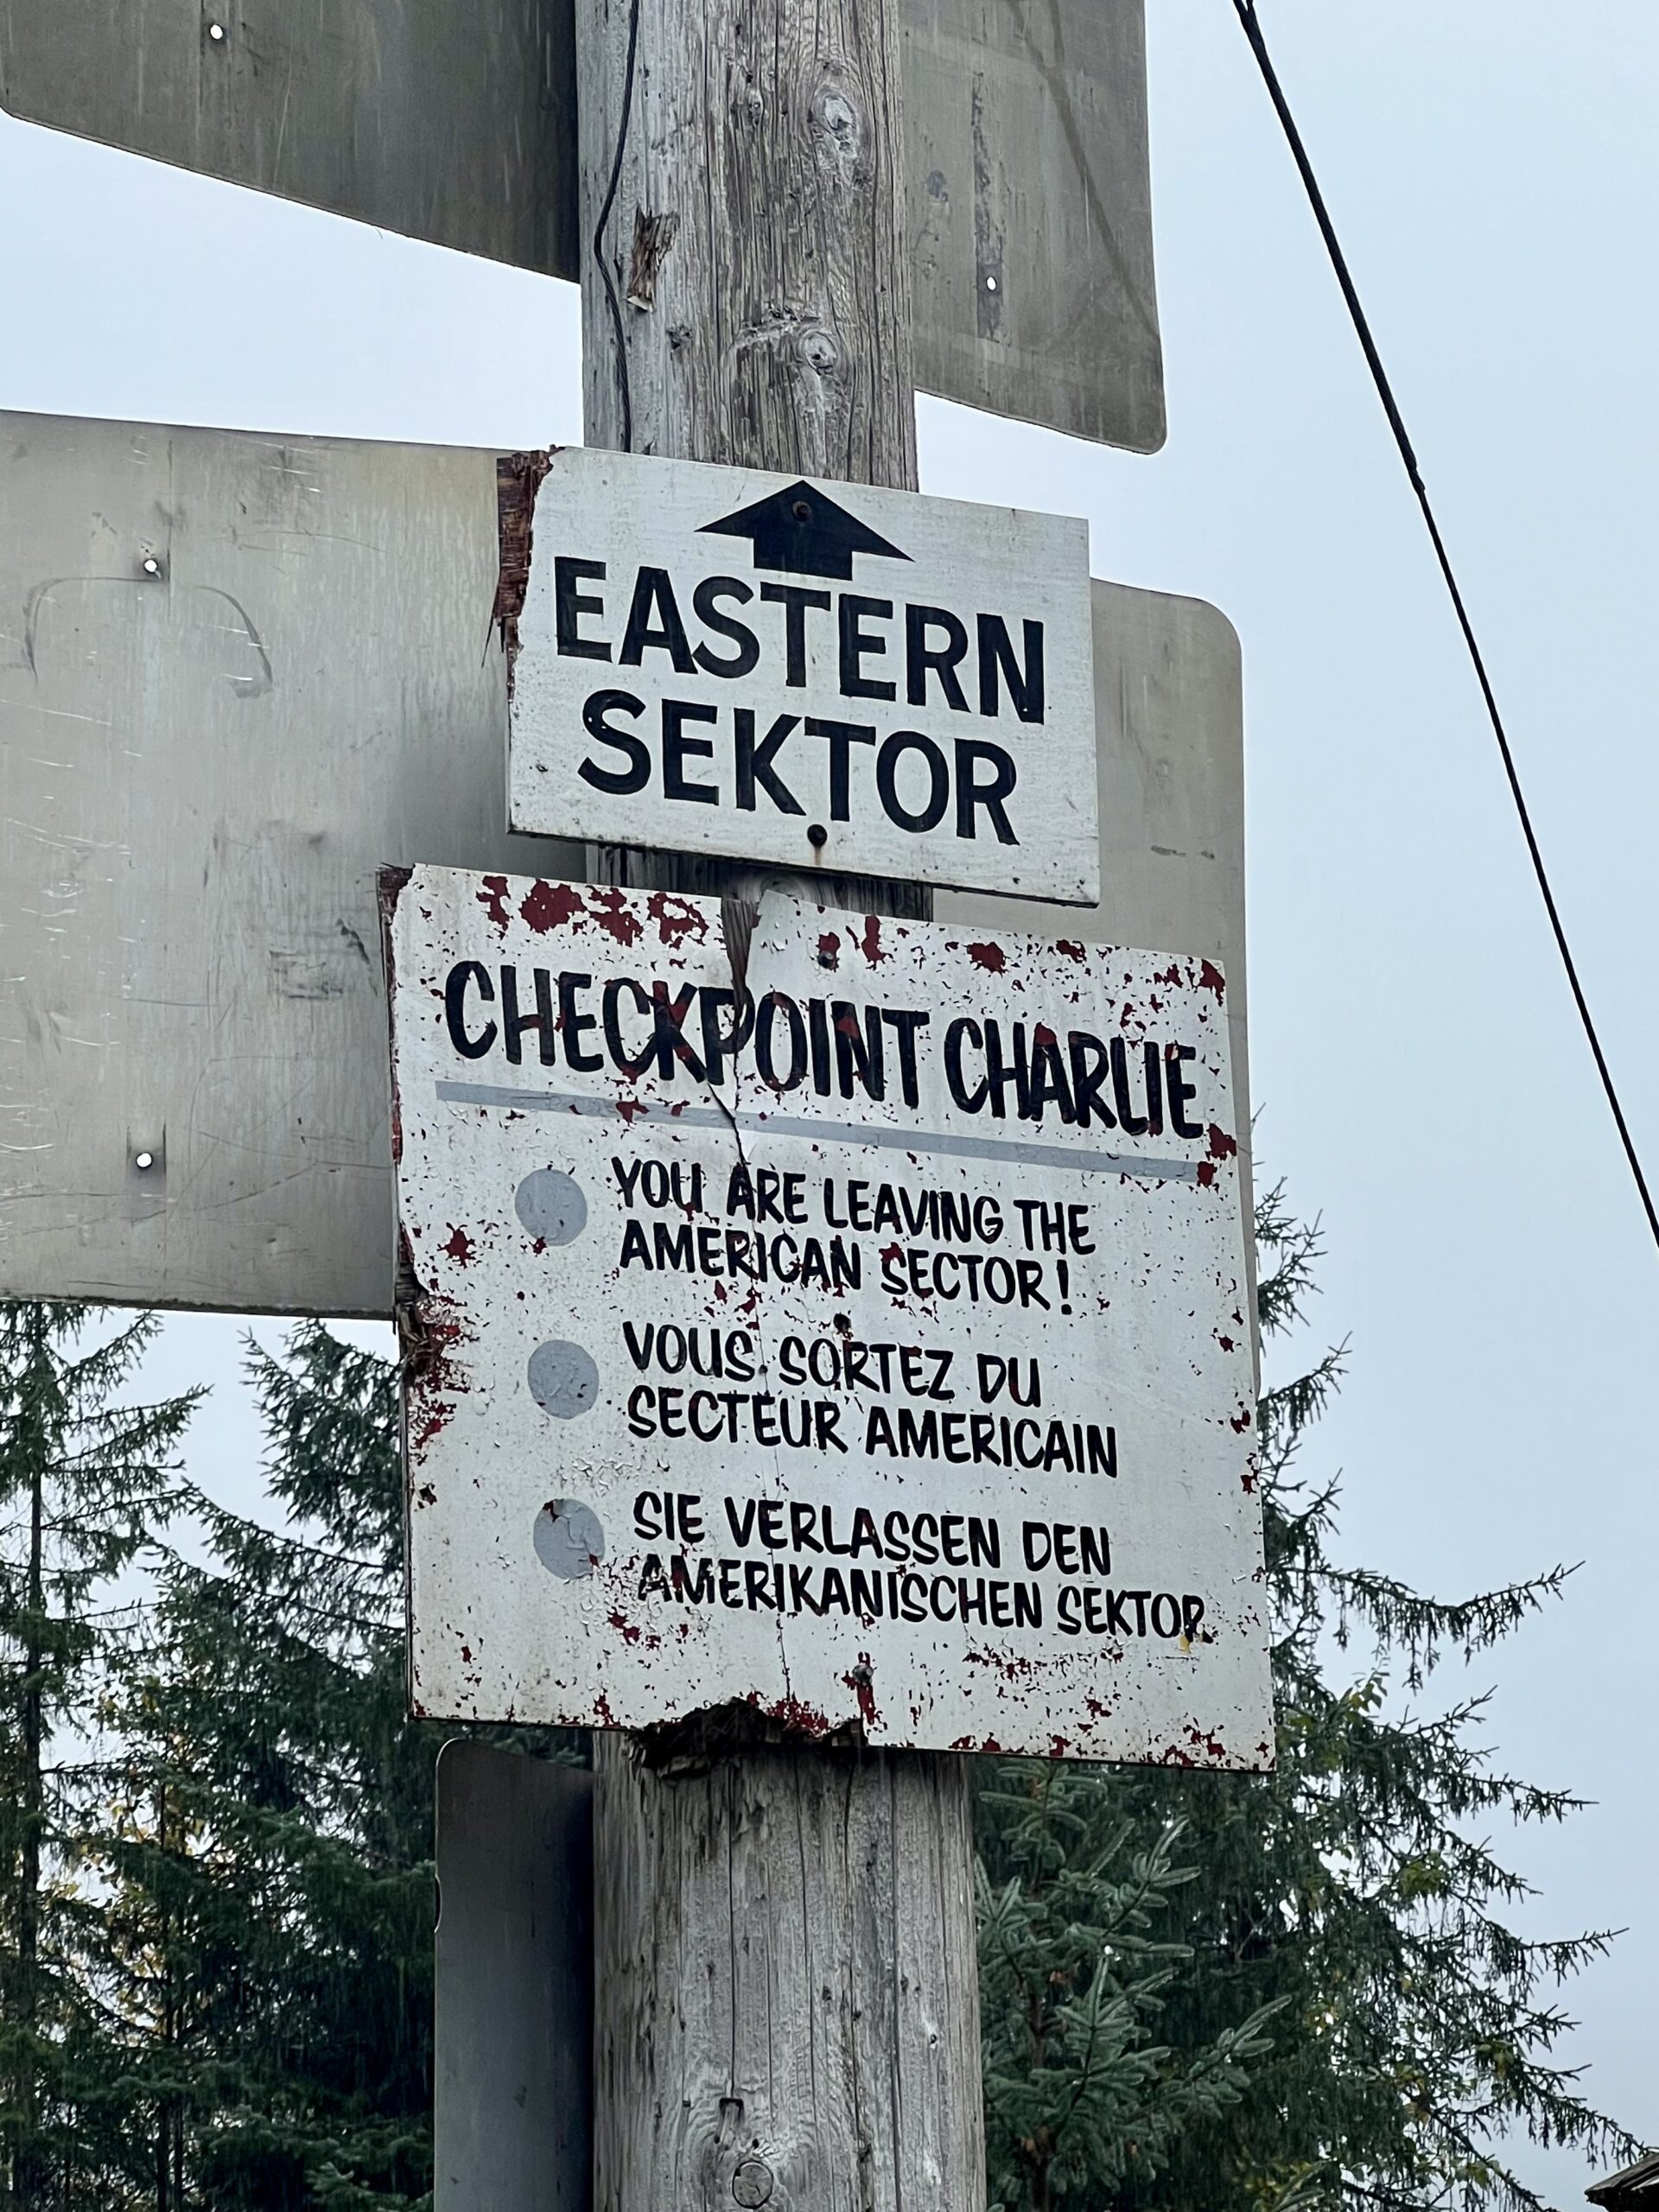 EASTERN
SEKTOR
CHECKPOINT CHARLIE
YOU ARE LEAVING THE
AMERICAN SECTOR!
VOUS SORTEZ DU
SECTEUR AMERICAIN
SIE VERLASSEN DEN
AMERIKANISCHEN SEKTOR